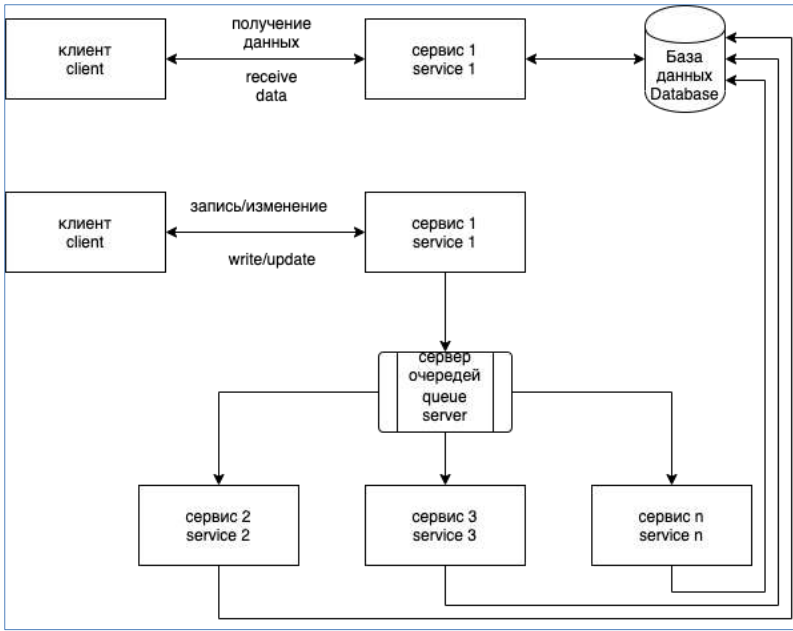 клиент
client
получение
данных
receive
data
сервис 1
service 1
База
данных
Database
клиент
client
запись/изменение
write/update
сервис 1
service 1
сервер
очередей
queue
server
сервис 2
service 2
сервис 3
service 3
сервис n
service n